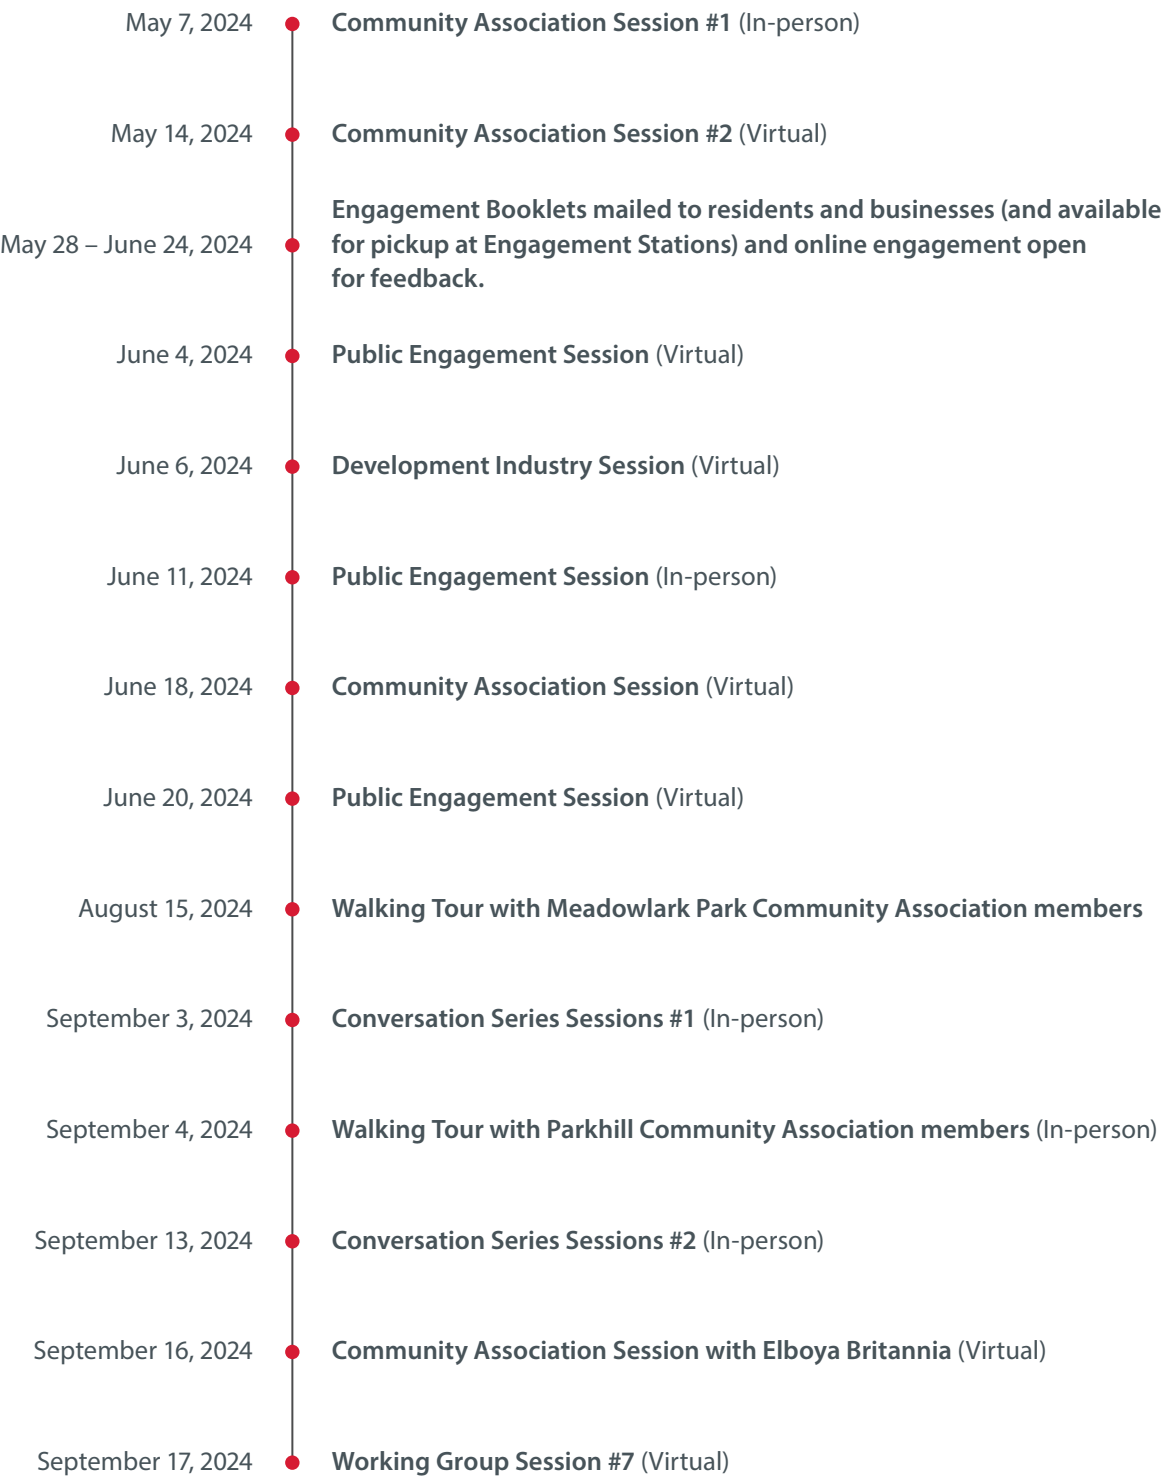 May 7, 2024 Community Association Session #1 (In-person)
May 14, 2024 Community Association Session #2 (Virtual)
Engagement Booklets mailed to residents and businesses (and available
May 28 – June 24, 2024 for pickup at Engagement Stations) and online engagement open
for feedback.
June 4, 2024 Public Engagement Session (Virtual)
June 6, 2024 Development Industry Session (Virtual)
June 11, 2024 Public Engagement Session (In-person)
June 18, 2024 Community Association Session (Virtual)
June 20, 2024 Public Engagement Session (Virtual)
August 15, 2024 Walking Tour with Meadowlark Park Community Association members
September 3, 2024 Conversation Series Sessions #1 (In-person)
September 4, 2024 Walking Tour with Parkhill Community Association members (In-person)
September 13, 2024 Conversation Series Sessions #2 (In-person)
September 16, 2024 Community Association Session with Elboya Britannia (Virtual)
September 17, 2024 Working Group Session #7 (Virtual)